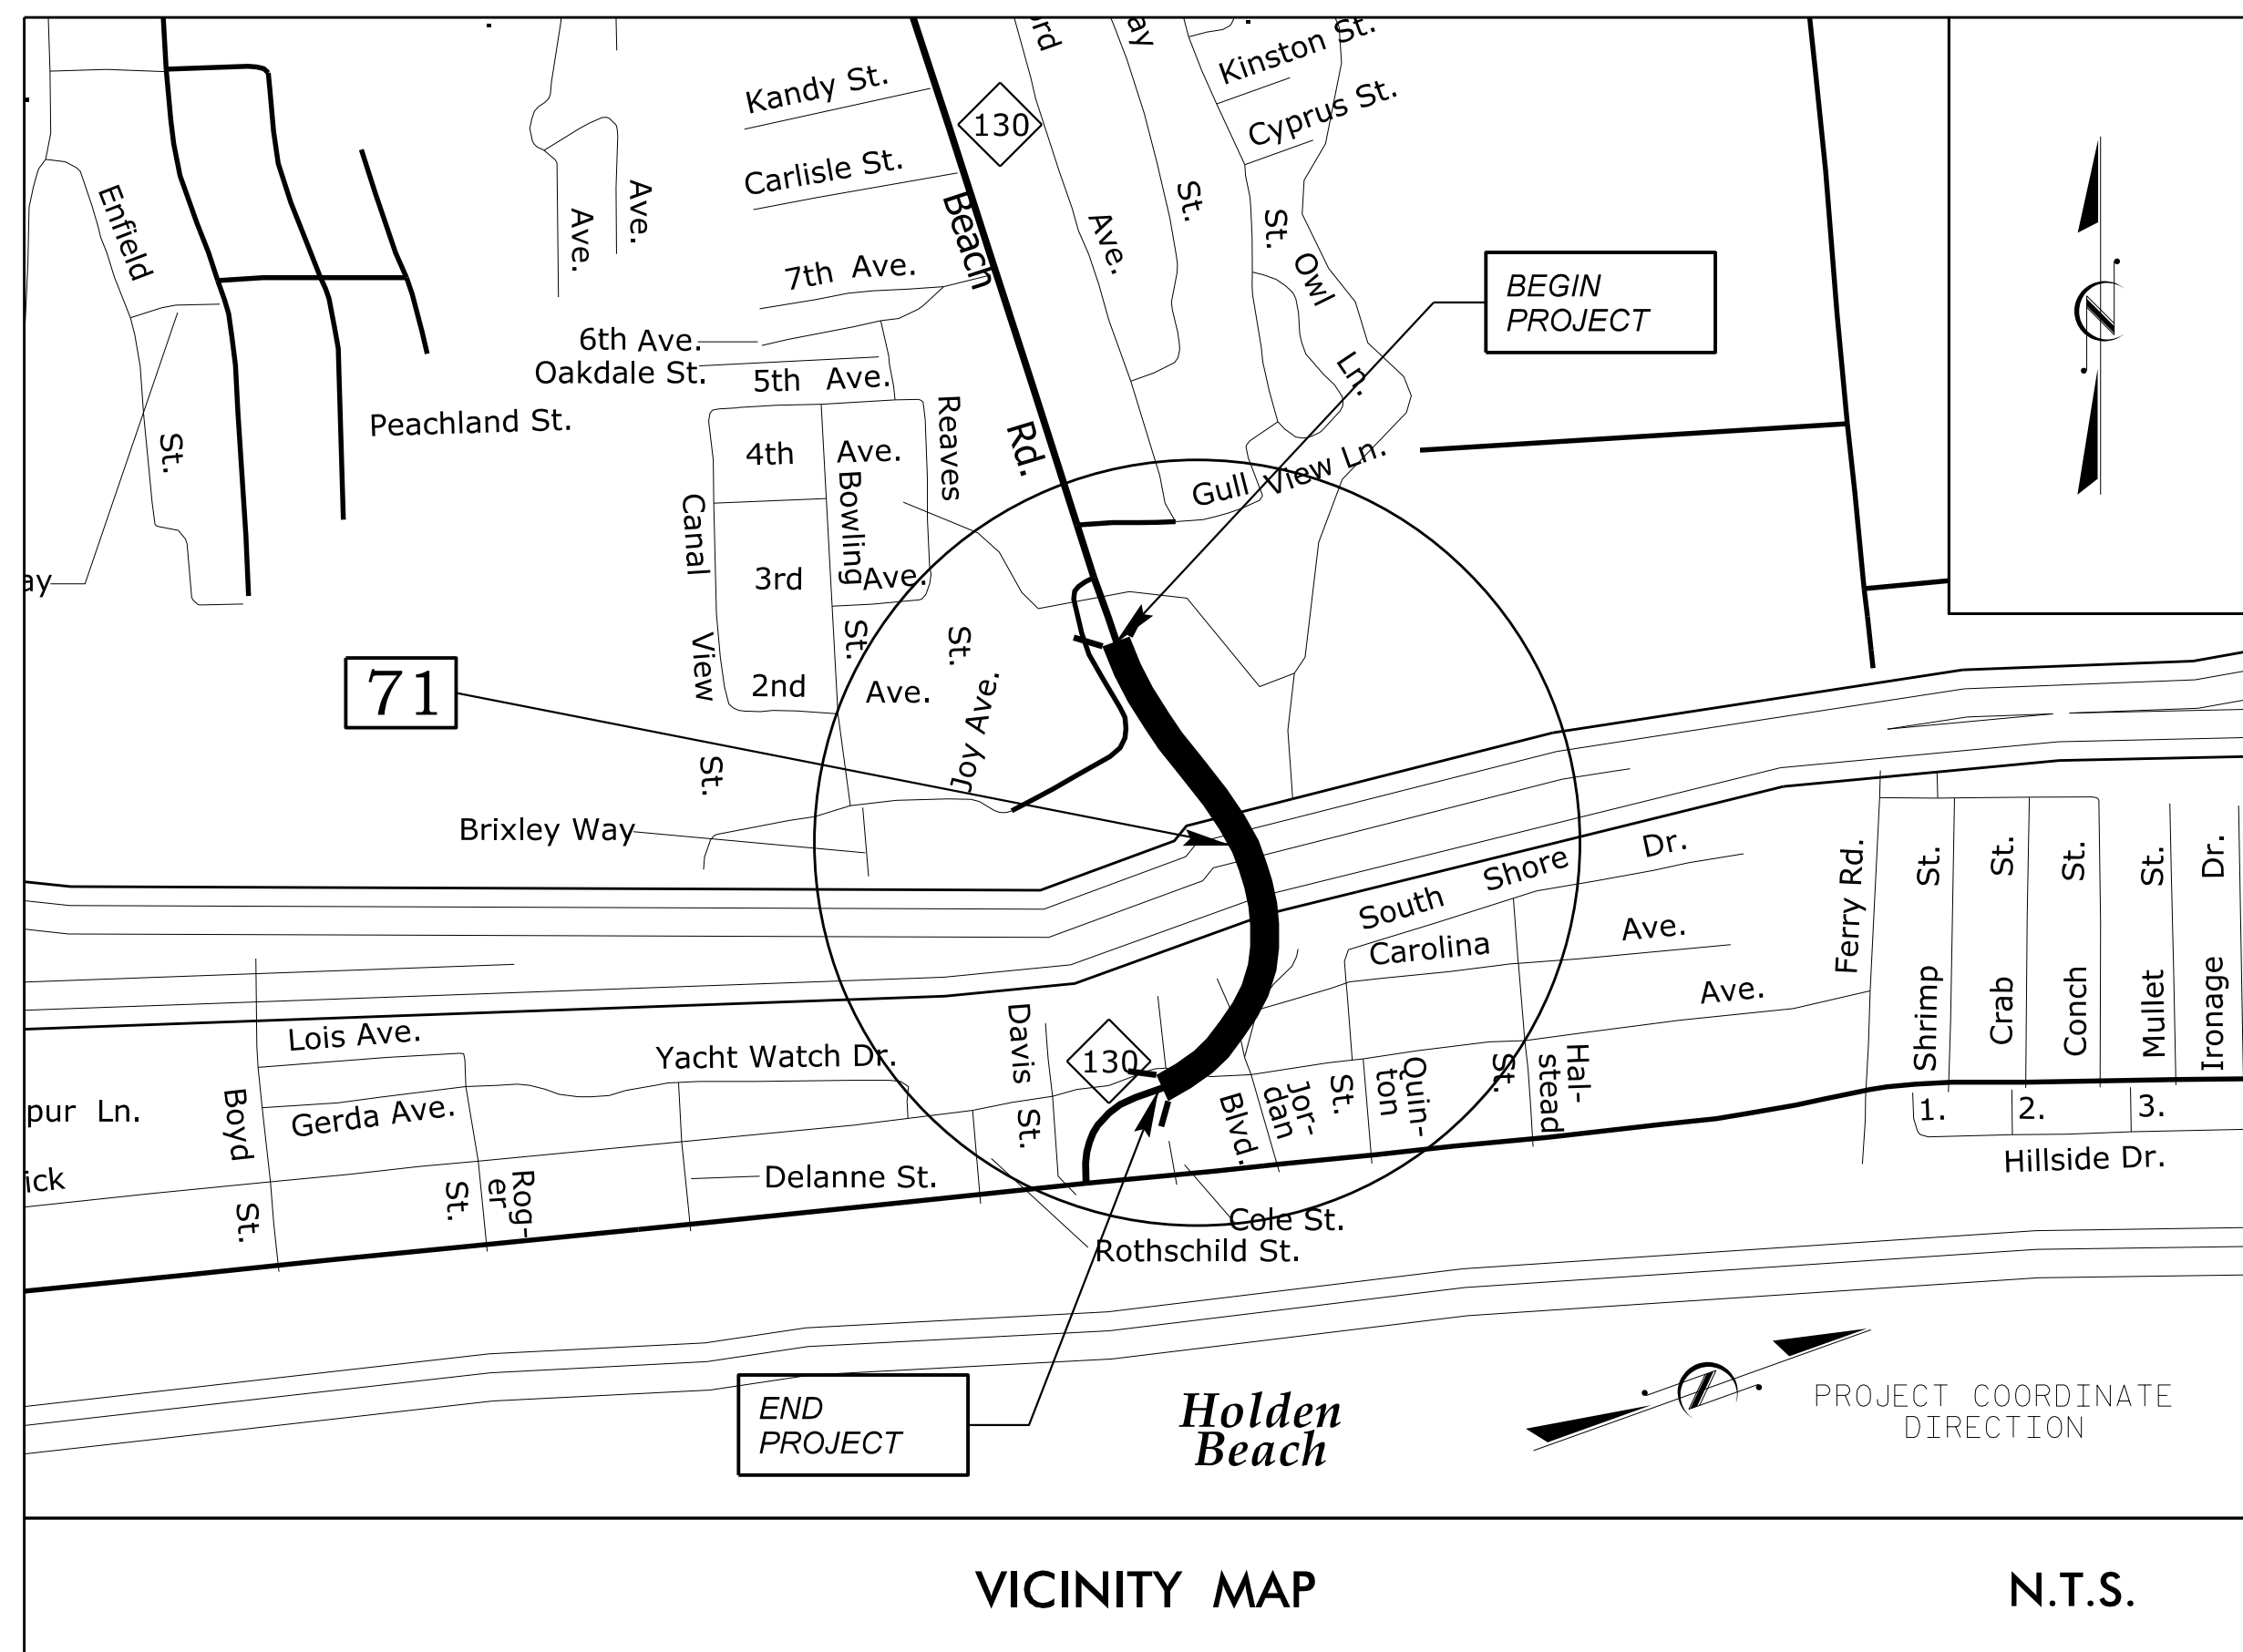 Kinston St.
Kandy St.
130
Cyprus St.
Carlisle St.
Enfield
St.
Ave.
Ave.
Beach
Rd.
Ave.
St.
St.
Owl
Ln.
7th Ave.
BEGIN
PROJECT
6th Ave.
Oakdale St.
5th Ave.
Peachland St.
4th Ave.
Reaves
St.
Gull View Ln.
Canal
View
St.
Bowling
St.
3rd Ave.
2nd Ave.
71
Joy Ave.
Brixley Way
South Shore Dr.
Carolina Ave.
Ave.
Ferry Rd.
Shrimp St.
Crab St.
Conch St.
Mullet St.
Ironage Dr.
Lois Ave.
Yacht Watch Dr.
Davis
St.
130
Boyd
St.
Gerda Ave.
Blvd.
Jor-
dan
St.
Quin-
ton
St.
Hal-
stead
1.
2.
3.
Hillside Dr.
Delanne St.
Rog-
er
St.
Cole St.
Rothschild St.
END
PROJECT
Holden
Beach
PROJECT COORDINATE
DIRECTION
VICINITY MAP
N.T.S.